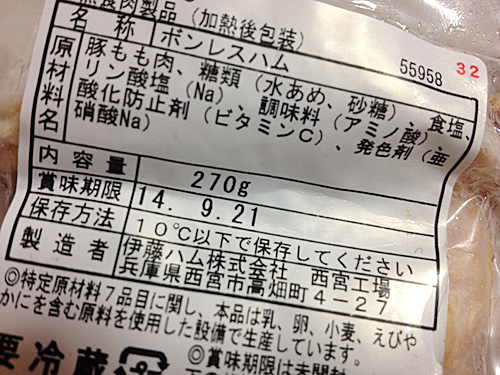 食肉製品（加熱後包装）
名称 ボンレスハム 55958 32
原材料名 豚もも肉、糖類（水あめ、砂糖）、食塩、
リン酸塩（Na）、調味料（アミノ酸）、
酸化防止剤（ビタミンC）、発色剤（亜
硝酸Na）
内容量 270g
賞味期限 14. 9.21
保存方法 10℃以下で保存してください
製造者 伊藤ハム株式会社 西宮工場
兵庫県西宮市高畑町4－27
◎特定原材料7品目に関し、本品は乳、卵、小麦、えびや
かにを含む原料を使用した設備で生産しています。
要冷蔵 ◎賞味期限は未開封